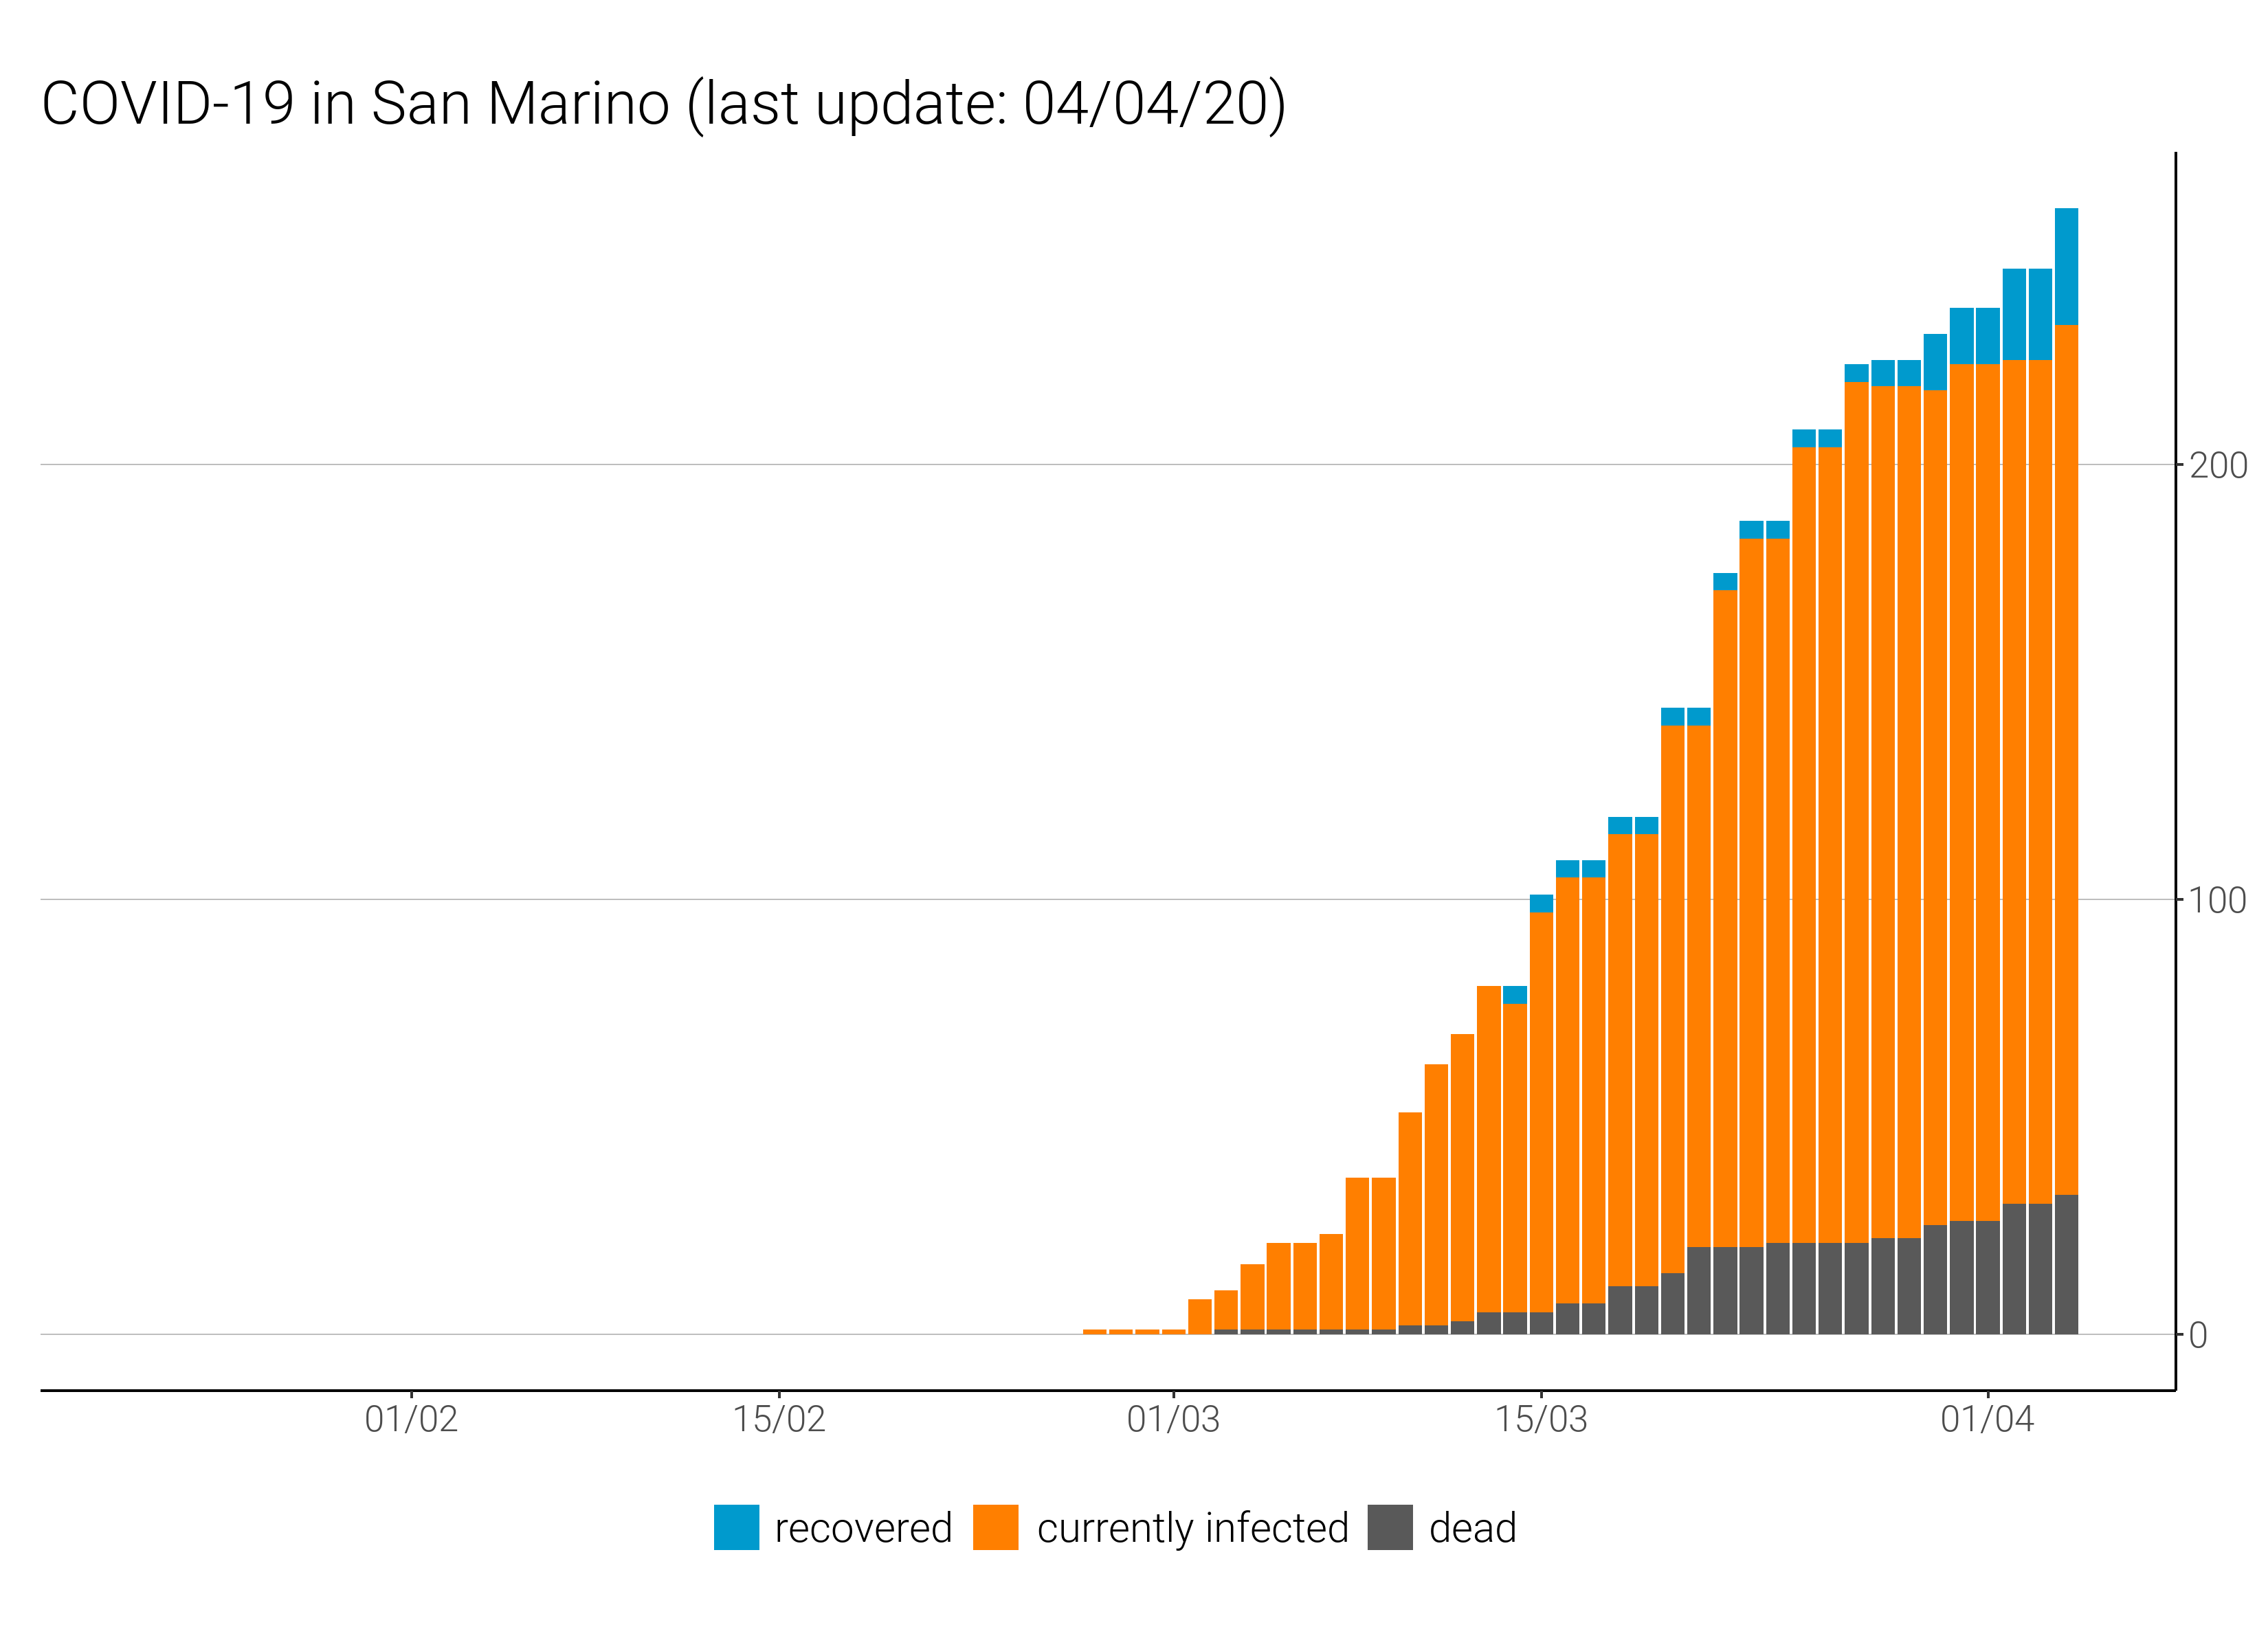 COVID-19 in San Marino (last update: 04/04/20)
200
100
0
01/02 15/02 01/03 15/03 01/04
recovered currently infected dead